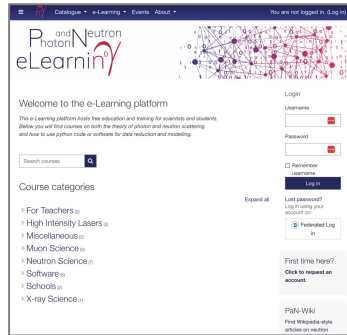 Catalogue e-Learning Events About You are not logged in. (Log in)
Photon and Neutron
eLearning
Welcome to the e-Learning platform
This e-Learning platform hosts free education and training for scientists and students.
Below you will find courses on both the theory of photon and neutron scattering
and how to use python code or software for data reduction and modelling.
Search courses
Course categories
Expand all
For Teachers (2)
High Intensity Lasers (2)
Miscellaneous (2)
Muon Science (5)
Neutron Science (7)
Software (6)
Schools (2)
X-ray Science (1)
Login
Username
Password
Remember
username
Log in
Lost password?
Log in using your
account on:
Federated Log
in
First time here?
Click to request an
account.
PaN-Wiki
Find Wikipedia-style
articles on neutron